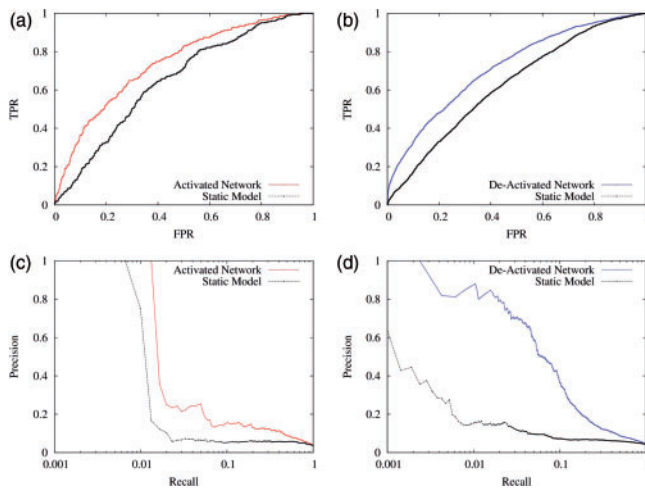 (a)
1
0.8
0.6
0.4
0.2
0
TPR
Activated Network
Static Model
0 0.2 0.4 0.6 0.8 1
FPR
(b)
1
0.8
0.6
0.4
0.2
0
TPR
De-Activated Network
Static Model
0 0.2 0.4 0.6 0.8
FPR
(c)
1
0.8
0.6
0.4
0.2
0
Precision
Activated Network
Static Model
0.001 0.01 0.1 1
Recall
(d)
1
0.8
0.6
0.4
0.2
0
Precision
De-Activated Network
Static Model
0.001 0.01 0.1
Recall